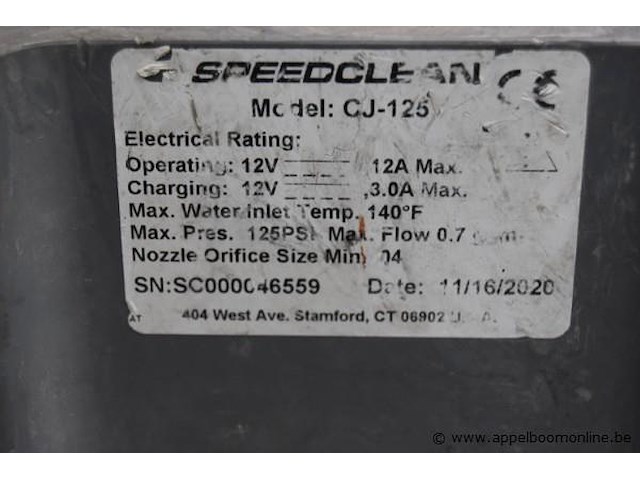 SPEEDCLEAN CE
Model: CJ-125
Electrical Rating:
Operating: 12V 12A Max.
Charging: 12V 3.0A Max.
Max. Water Inlet Temp. 140°F
Max. Pres. 125PSI Max. Flow 0.7
Nozzle Orifice Size Min. 04
SN:SC000046559 Date: 11/16/2020
AT 404 West Ave. Stamford, CT 06902 U.S.A.
www.appelboomonline.be